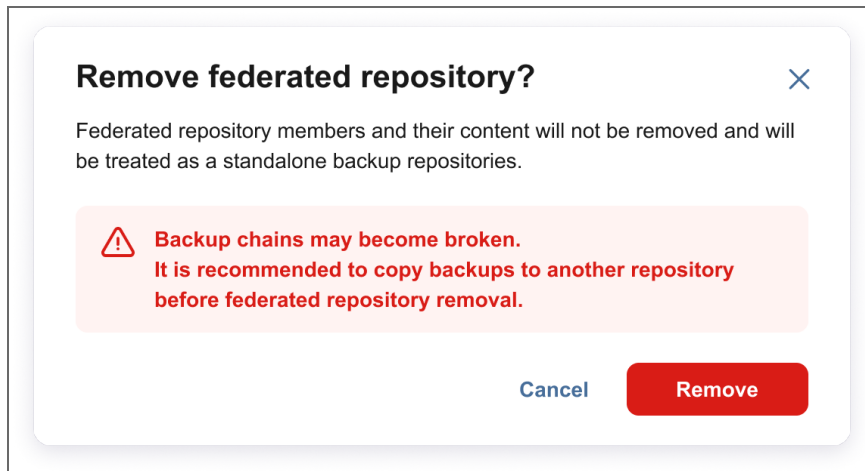 Remove federated repository?
Federated repository members and their content will not be removed and will
be treated as a standalone backup repositories.
Backup chains may become broken.
It is recommended to copy backups to another repository
before federated repository removal.
Cancel
Remove